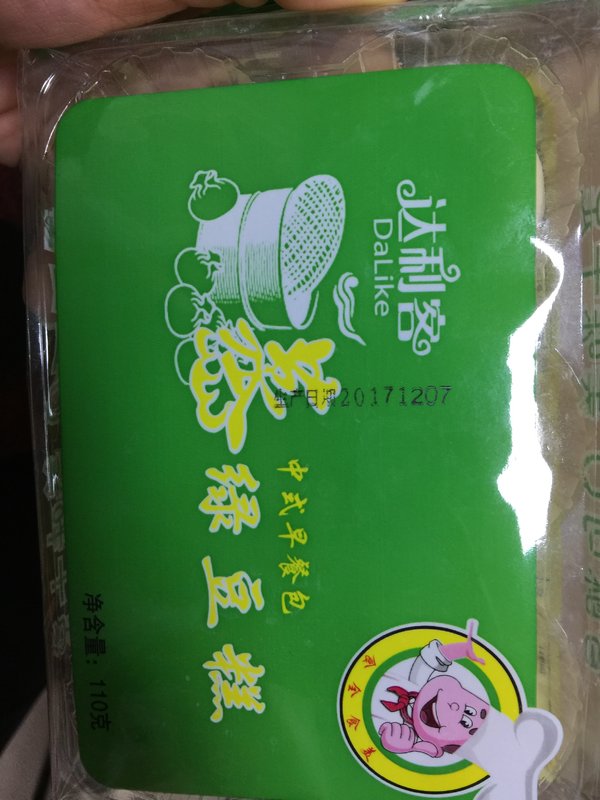 达利客
DaLike
生产日期20171207
中式早餐包
绿豆糕
净含量：110克